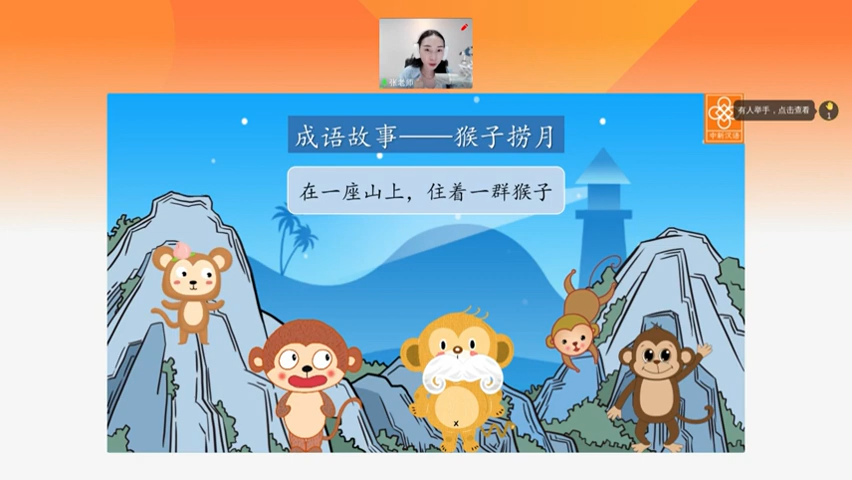 张老师
成语故事——猴子捞月
在一座山上，住着一群猴子
有人举手，点击查看
1
中新汉语